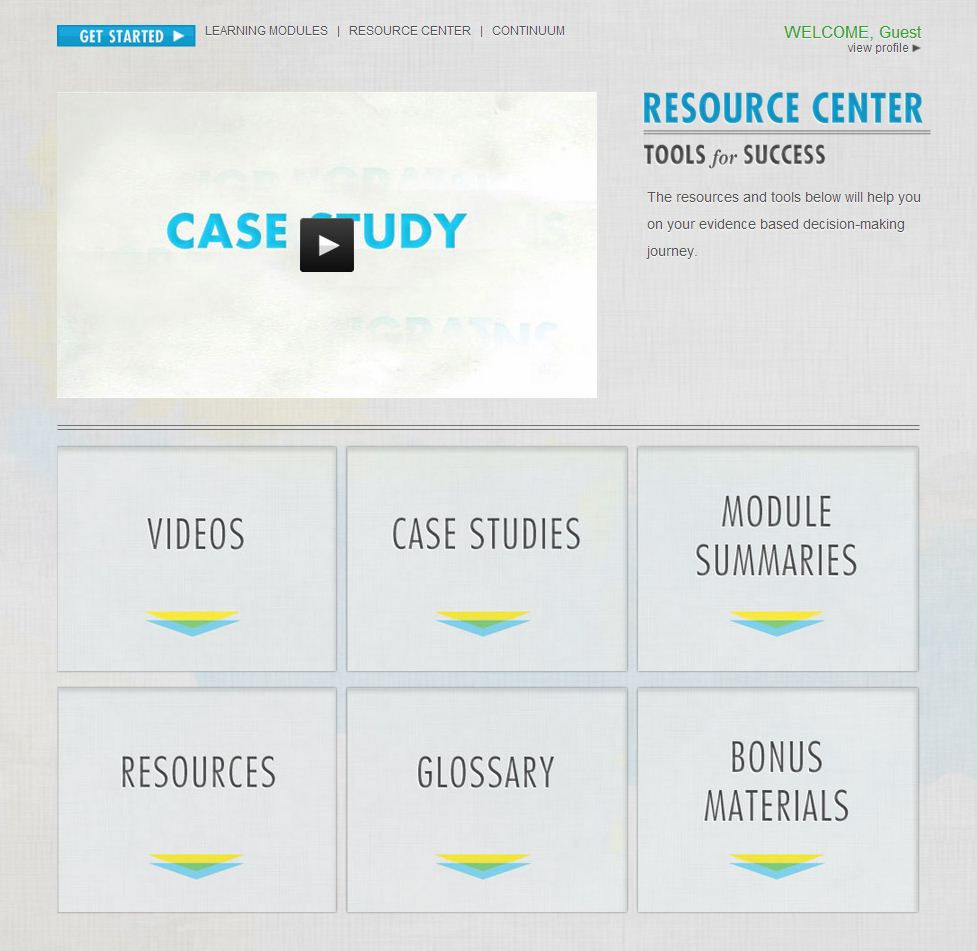 GET STARTED
LEARNING MODULES | RESOURCE CENTER | CONTINUUM
WELCOME, Guest
view profile
CASE STUDY
RESOURCE CENTER
TOOLS for SUCCESS
The resources and tools below will help you
on your evidence based decision-making
journey.
VIDEOS
CASE STUDIES
MODULE
SUMMARIES
RESOURCES
GLOSSARY
BONUS
MATERIALS